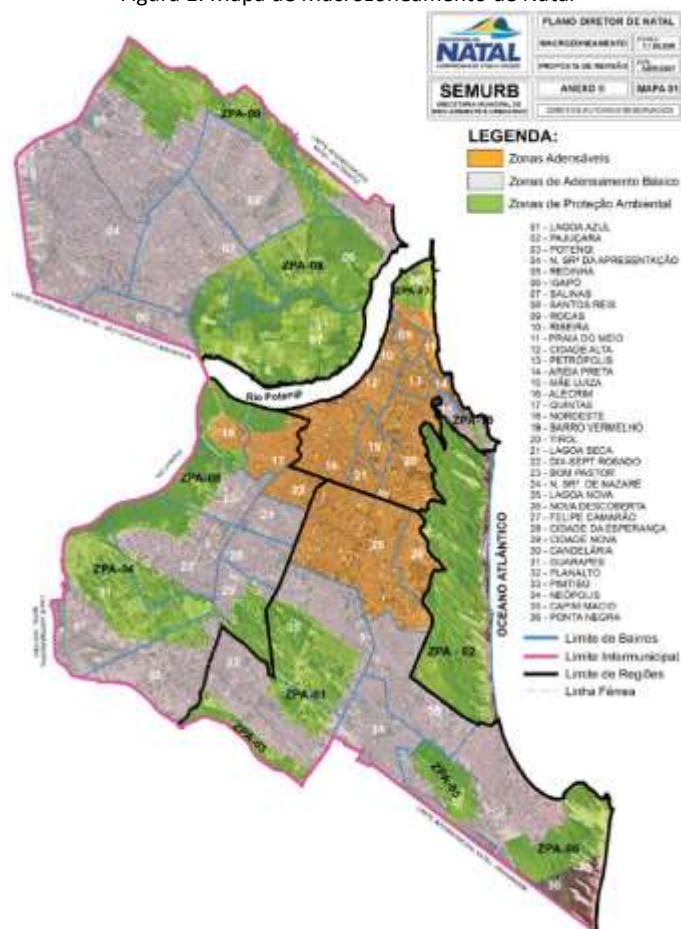 Figura 1: Mapa de Macrozoneamento de Natal
NATAL
SEMURB
PLANO DIRETOR DE NATAL
MACROZONEAMENTO
PROPOSTA DE REVISÃO
ANEXO II
MAPA 01
LEGENDA:
Zonas Adensáveis
Zonas de Adensamento Básico
Zonas de Proteção Ambiental
01 - LAGOA AZUL
02 - PAJUÇARA
03 - POTENGI
04 - N. SRª DA APRESENTAÇÃO
05 - REDINHA
06 - IGAPÓ
07 - SALINAS
08 - SANTOS REIS
09 - ROCAS
10 - RIBEIRA
11 - PRAIA DO MEIO
12 - CIDADE ALTA
13 - PETRÓPOLIS
14 - AREIA PRETA
15 - MÃE LUIZA
16 - ALECRIM
17 - QUINTAS
18 - NORDESTE
19 - BARRO VERMELHO
20 - TIROL
21 - LAGOA SECA
22 - DIX-SEPT ROSADO
23 - BOM PASTOR
24 - N. SRª. DE NAZARÉ
25 - LAGOA NOVA
26 - NOVA DESCOBERTA
27 - FELIPE CAMARÃO
28 - CIDADE DA ESPERANÇA
29 - CIDADE NOVA
30 - CANDELÁRIA
31 - GUARAPES
32 - PLANALTO
33 - PITIMBÚ
34 - NEÓPOLIS
35 - CAPIM MACIO
36 - PONTA NEGRA
Limite de Bairros
Limite Intermunicipal
Limite de Regiões
Linha Férrea
ZPA-09
ZPA-08
ZPA-07
Rio Potengi
ZPA-10
ZPA-08
ZPA-04
OCEANO ATLÂNTICO
ZPA - 02
ZPA-01
ZPA-03
ZPA-05
ZPA-06